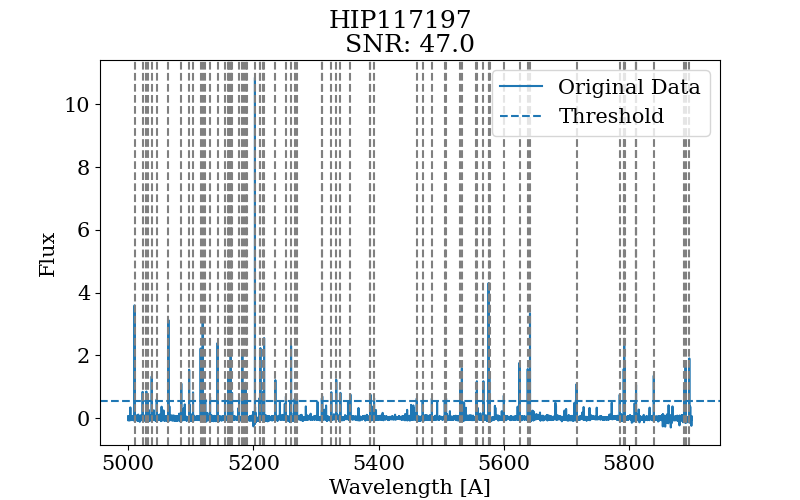 HIP117197
SNR: 47.0
Original Data
Threshold
Flux
10
8
6
4
2
0
5000 5200 5400 5600 5800
Wavelength [A]